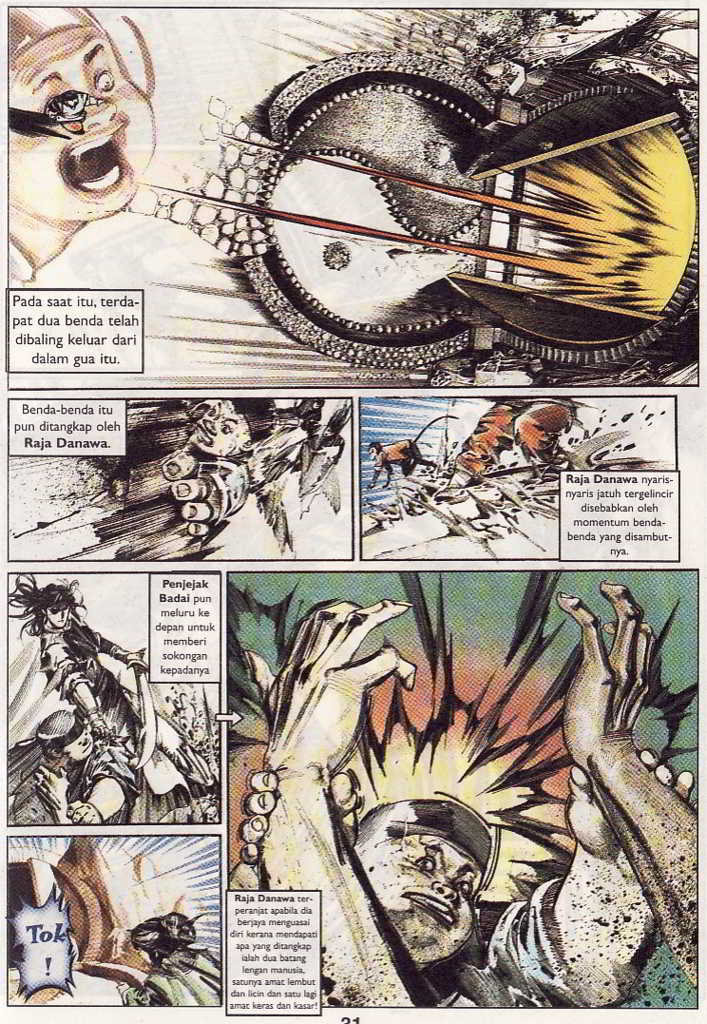 Pada saat itu, terda-
pat dua benda telah
dibaling keluar dari
dalam gua itu.
Benda-benda itu
pun ditangkap oleh
Raja Danawa.
Raja Danawa nyaris-
nyaris jatuh tergelincir
disebabkan oleh
momentum benda-
benda yang disambut-
nya.
Penjejak
Badai pun
meluru ke
depan untuk
memberi
sokongan
kepadanya
Tok
!
Raja Danawa ter-
peranjat apabila dia
berjaya menguasai
diri kerana mendapati
apa yang ditangkap
ialah dua batang
lengan manusia,
satunya amat lembut
dan licin dan satu lagi
amat keras dan kasar!
31